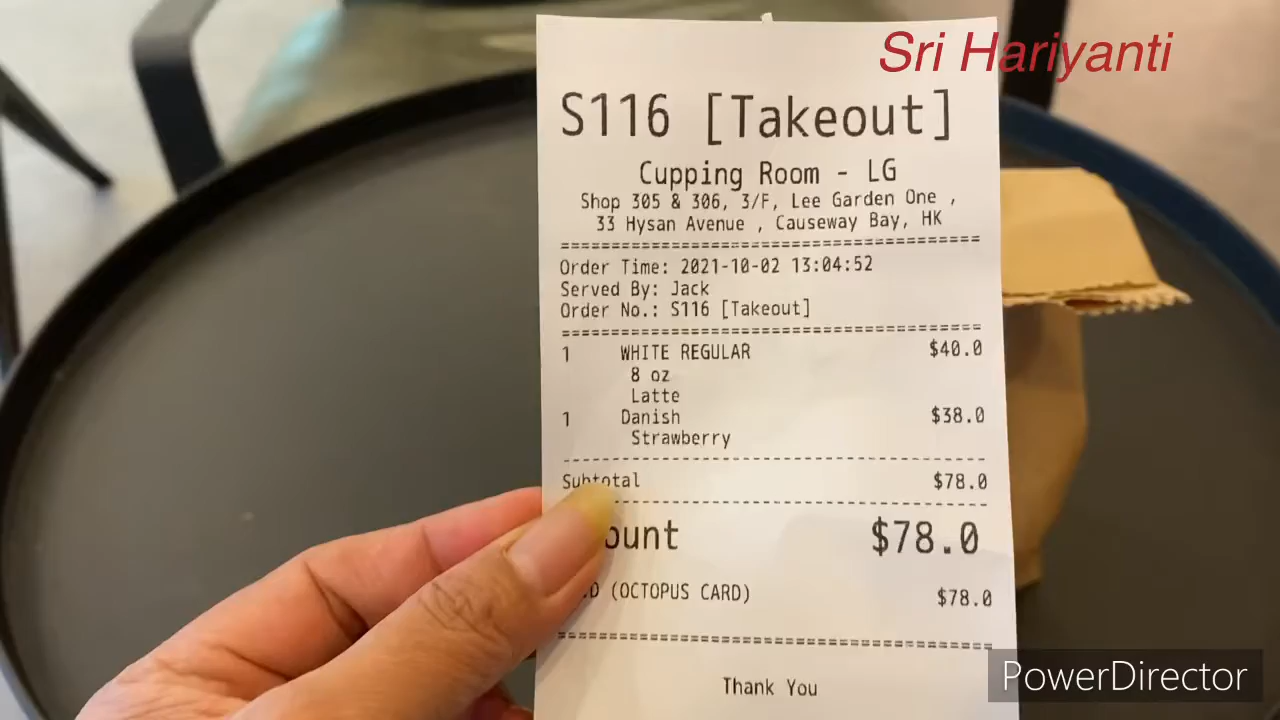 Sri Hariyanti
S116 [Takeout]
Cupping Room - LG
Shop 305 & 306, 3/F, Lee Garden One ,
33 Hysan Avenue , Causeway Bay, HK
Order Time: 2021-10-02 13:04:52
Served By: Jack
Order No.: S116 [Takeout]
1 WHITE REGULAR $40.0
8 oz
Latte
1 Danish $38.0
Strawberry
Subtotal $78.0
$78.0
(OCTOPUS CARD) $78.0
Thank You
PowerDirector